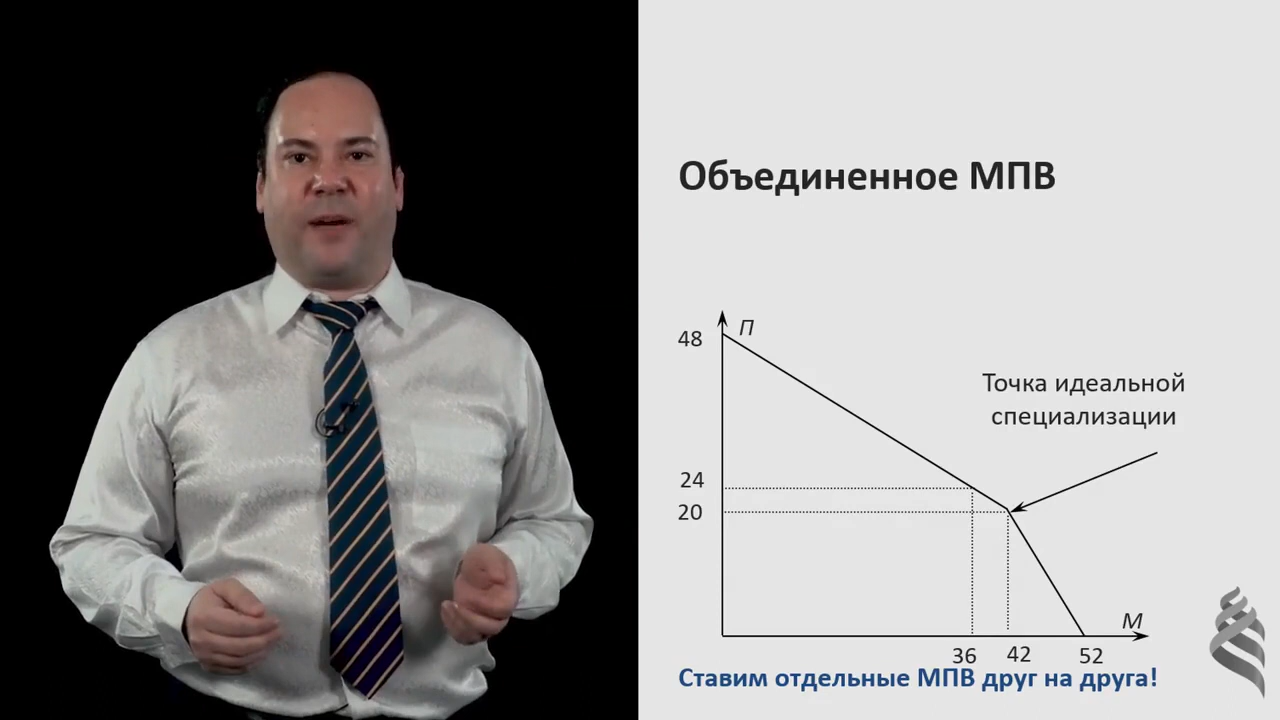 Объединенное МПВ
П
48
Точка идеальной
специализации
24
20
М
36
42
52
Ставим отдельные МПВ друг на друга!